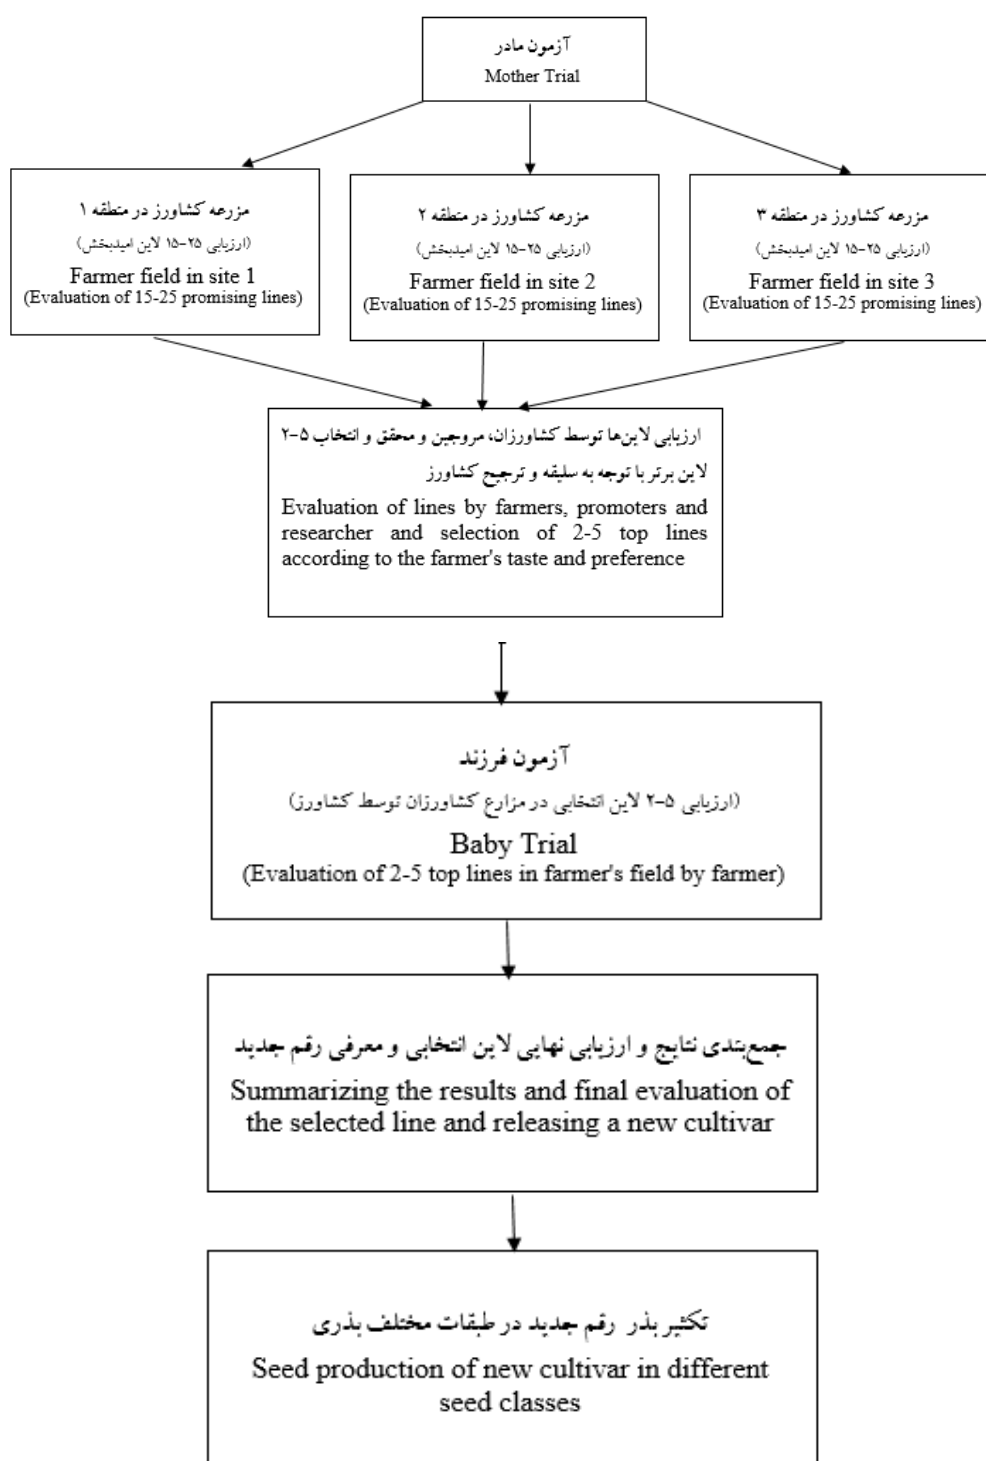 آزمون مادر
Mother Trial
مزرعه کشاورز در منطقه ۱
(ارزیابی ۲۵-۱۵ لاین امیدبخش)
Farmer field in site 1
(Evaluation of 15-25 promising lines)
مزرعه کشاورز در منطقه ۲
(ارزیابی ۲۵-۱۵ لاین امیدبخش)
Farmer field in site 2
(Evaluation of 15-25 promising lines)
مزرعه کشاورز در منطقه ۳
(ارزیابی ۲۵-۱۵ لاین امیدبخش)
Farmer field in site 3
(Evaluation of 15-25 promising lines)
ارزیابی لاین‌ها توسط کشاورزان، مروجین و محقق و انتخاب ۵-۲
لاین برتر با توجه به سلیقه و ترجیح کشاورز
Evaluation of lines by farmers, promoters and
researcher and selection of 2-5 top lines
according to the farmer's taste and preference
آزمون فرزند
(ارزیابی ۵-۲ لاین انتخابی در مزارع کشاورزان توسط کشاورز)
Baby Trial
(Evaluation of 2-5 top lines in farmer's field by farmer)
جمع‌بندی نتایج و ارزیابی نهایی لاین انتخابی و معرفی رقم جدید
Summarizing the results and final evaluation of
the selected line and releasing a new cultivar
تکثیر بذر رقم جدید در طبقات مختلف بذری
Seed production of new cultivar in different
seed classes